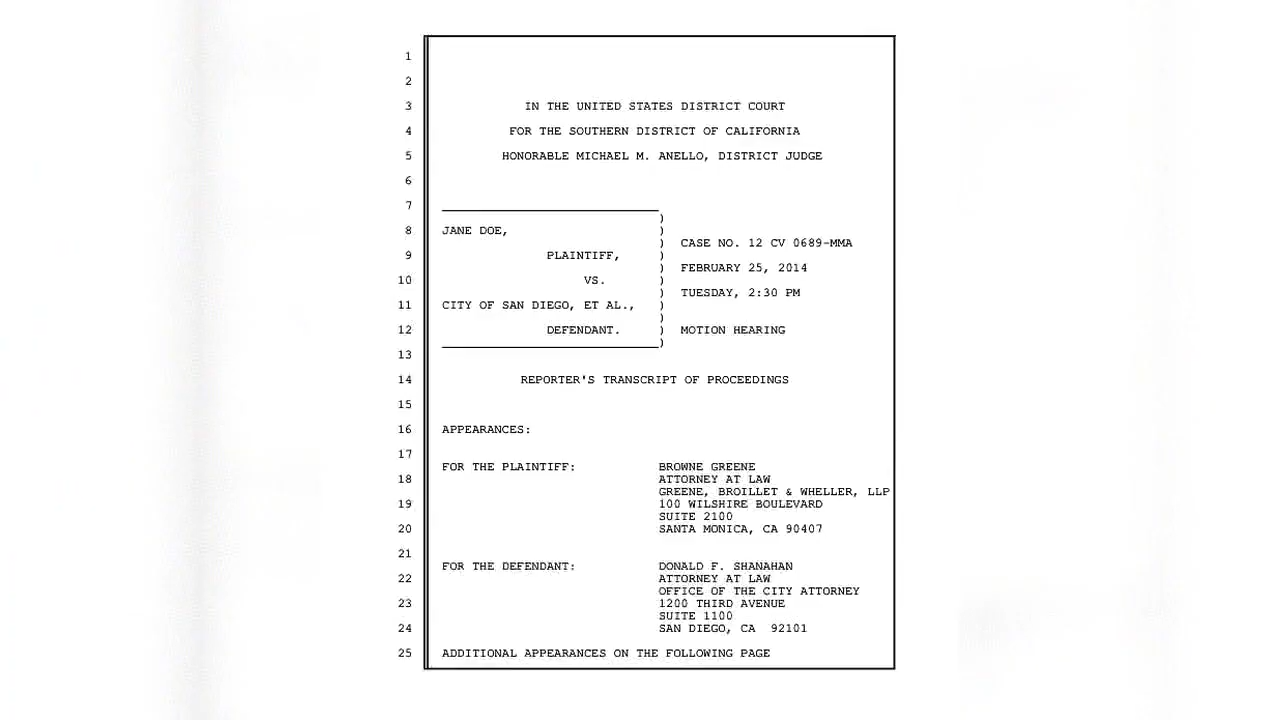 1
2
3 IN THE UNITED STATES DISTRICT COURT
4 FOR THE SOUTHERN DISTRICT OF CALIFORNIA
5 HONORABLE MICHAEL M. ANELLO, DISTRICT JUDGE
6
7 )
8 JANE DOE, )
) CASE NO. 12 CV 0689-MMA
9 PLAINTIFF, )
) FEBRUARY 25, 2014
10 VS. )
) TUESDAY, 2:30 PM
11 CITY OF SAN DIEGO, ET AL., )
)
12 DEFENDANT. ) MOTION HEARING
)
13
14 REPORTER'S TRANSCRIPT OF PROCEEDINGS
15
16 APPEARANCES:
17
FOR THE PLAINTIFF: BROWNE GREENE
18 ATTORNEY AT LAW
GREENE, BROILLET & WHELLER, LLP
19 100 WILSHIRE BOULEVARD
SUITE 2100
20 SANTA MONICA, CA 90407
21
FOR THE DEFENDANT: DONALD F. SHANAHAN
22 ATTORNEY AT LAW
OFFICE OF THE CITY ATTORNEY
23 1200 THIRD AVENUE
SUITE 1100
24 SAN DIEGO, CA 92101
25 ADDITIONAL APPEARANCES ON THE FOLLOWING PAGE